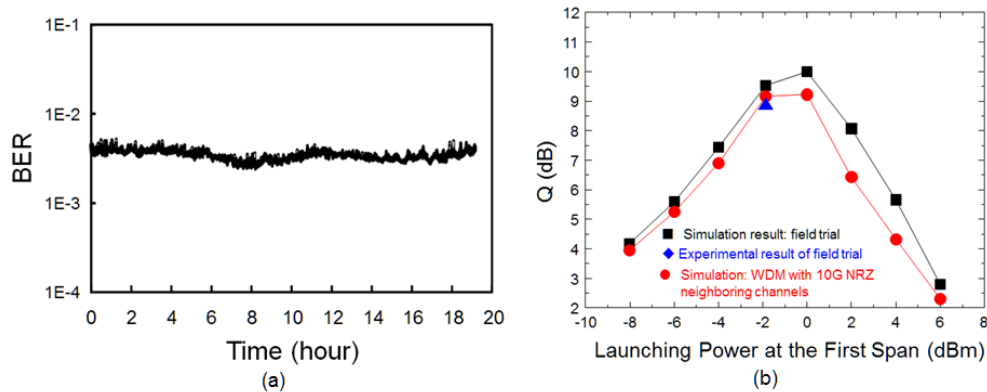 1E-1
1E-2
1E-3
1E-4
BER
0 2 4 6 8 10 12 14 16 18 20
Time (hour)
(a)
12
11
10
9
8
7
6
5
4
3
2
Q (dB)
Simulation result: field trial
Experimental result of field trial
Simulation: WDM with 10G NRZ
neighboring channels
-10 -8 -6 -4 -2 0 2 4 6 8
Launching Power at the First Span (dBm)
(b)